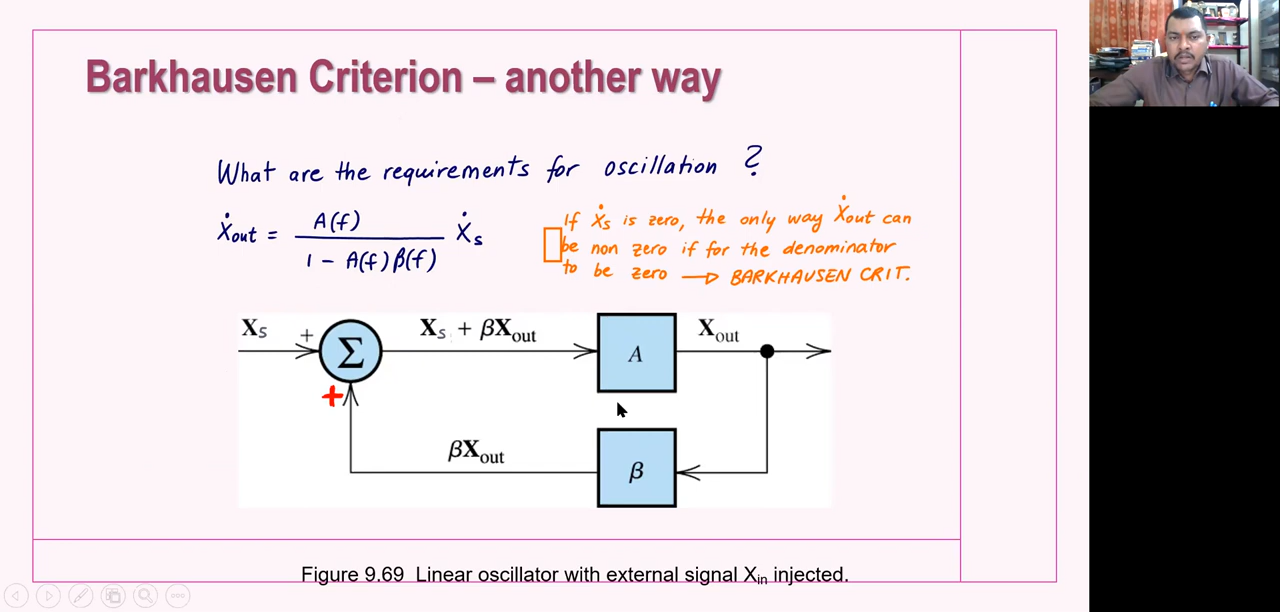 Barkhausen Criterion – another way
What are the requirements for oscillation ?
Ẋout = A(f) / 1 - A(f)β(f) Ẋs
If Ẋs is zero, the only way Ẋout can
be non zero if for the denominator
to be zero → BARKHAUSEN CRIT.
Xs
+
Σ
Xs + βXout
A
Xout
+
βXout
β
Figure 9.69 Linear oscillator with external signal Xin injected.